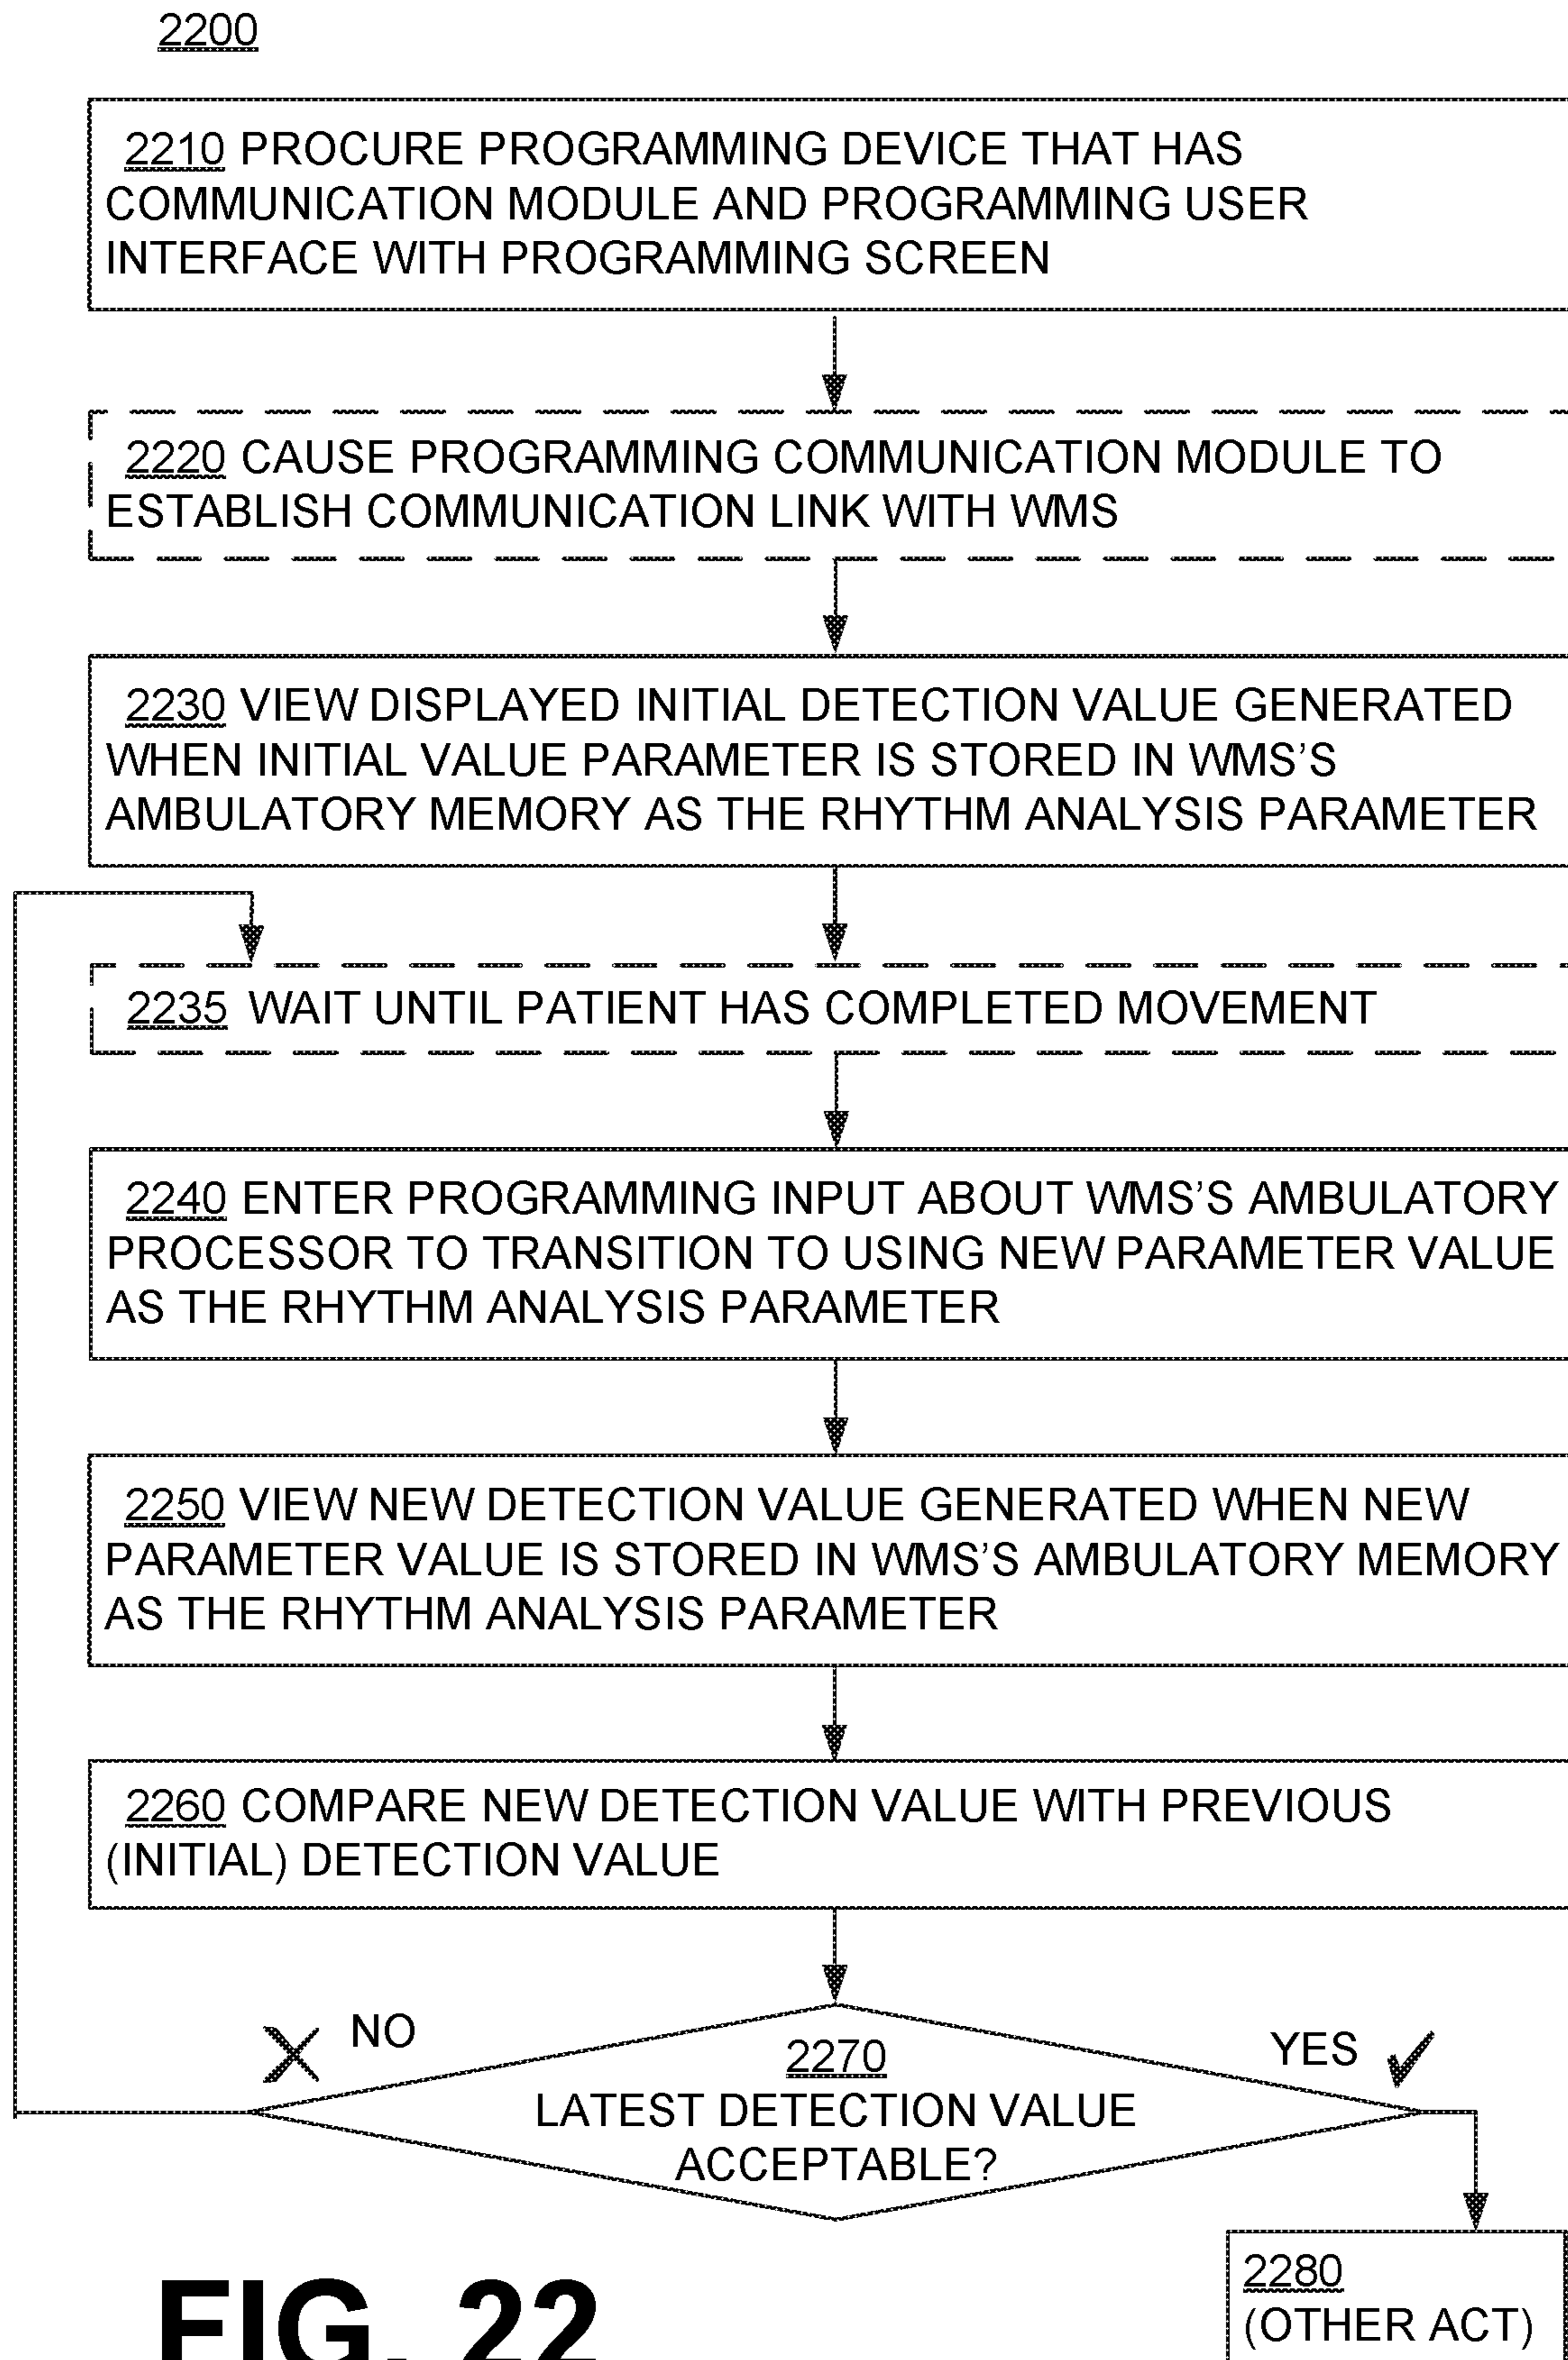 2200
2210 PROCURE PROGRAMMING DEVICE THAT HAS
COMMUNICATION MODULE AND PROGRAMMING USER
INTERFACE WITH PROGRAMMING SCREEN
2220 CAUSE PROGRAMMING COMMUNICATION MODULE TO
ESTABLISH COMMUNICATION LINK WITH WMS
2230 VIEW DISPLAYED INITIAL DETECTION VALUE GENERATED
WHEN INITIAL VALUE PARAMETER IS STORED IN WMS'S
AMBULATORY MEMORY AS THE RHYTHM ANALYSIS PARAMETER
2235 WAIT UNTIL PATIENT HAS COMPLETED MOVEMENT
2240 ENTER PROGRAMMING INPUT ABOUT WMS'S AMBULATORY
PROCESSOR TO TRANSITION TO USING NEW PARAMETER VALUE
AS THE RHYTHM ANALYSIS PARAMETER
2250 VIEW NEW DETECTION VALUE GENERATED WHEN NEW
PARAMETER VALUE IS STORED IN WMS'S AMBULATORY MEMORY
AS THE RHYTHM ANALYSIS PARAMETER
2260 COMPARE NEW DETECTION VALUE WITH PREVIOUS
(INITIAL) DETECTION VALUE
NO
YES
2270
LATEST DETECTION VALUE
ACCEPTABLE?
2280
(OTHER ACT)
FIG. 22